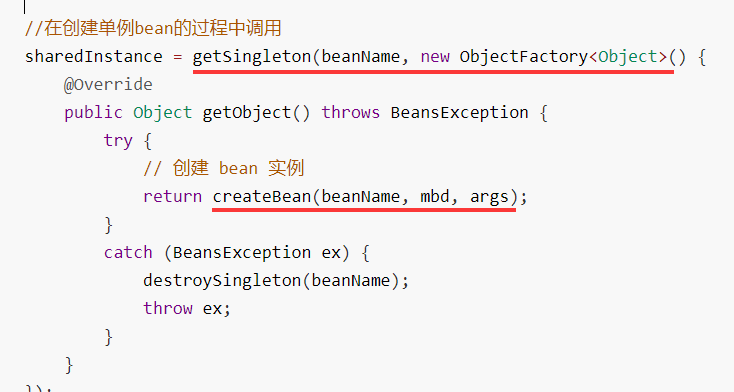 //在创建单例bean的过程中调用
sharedInstance = getSingleton(beanName, new ObjectFactory<Object>() {
@Override
public Object getObject() throws BeansException {
try {
// 创建 bean 实例
return createBean(beanName, mbd, args);
}
catch (BeansException ex) {
destroySingleton(beanName);
throw ex;
}
}
});